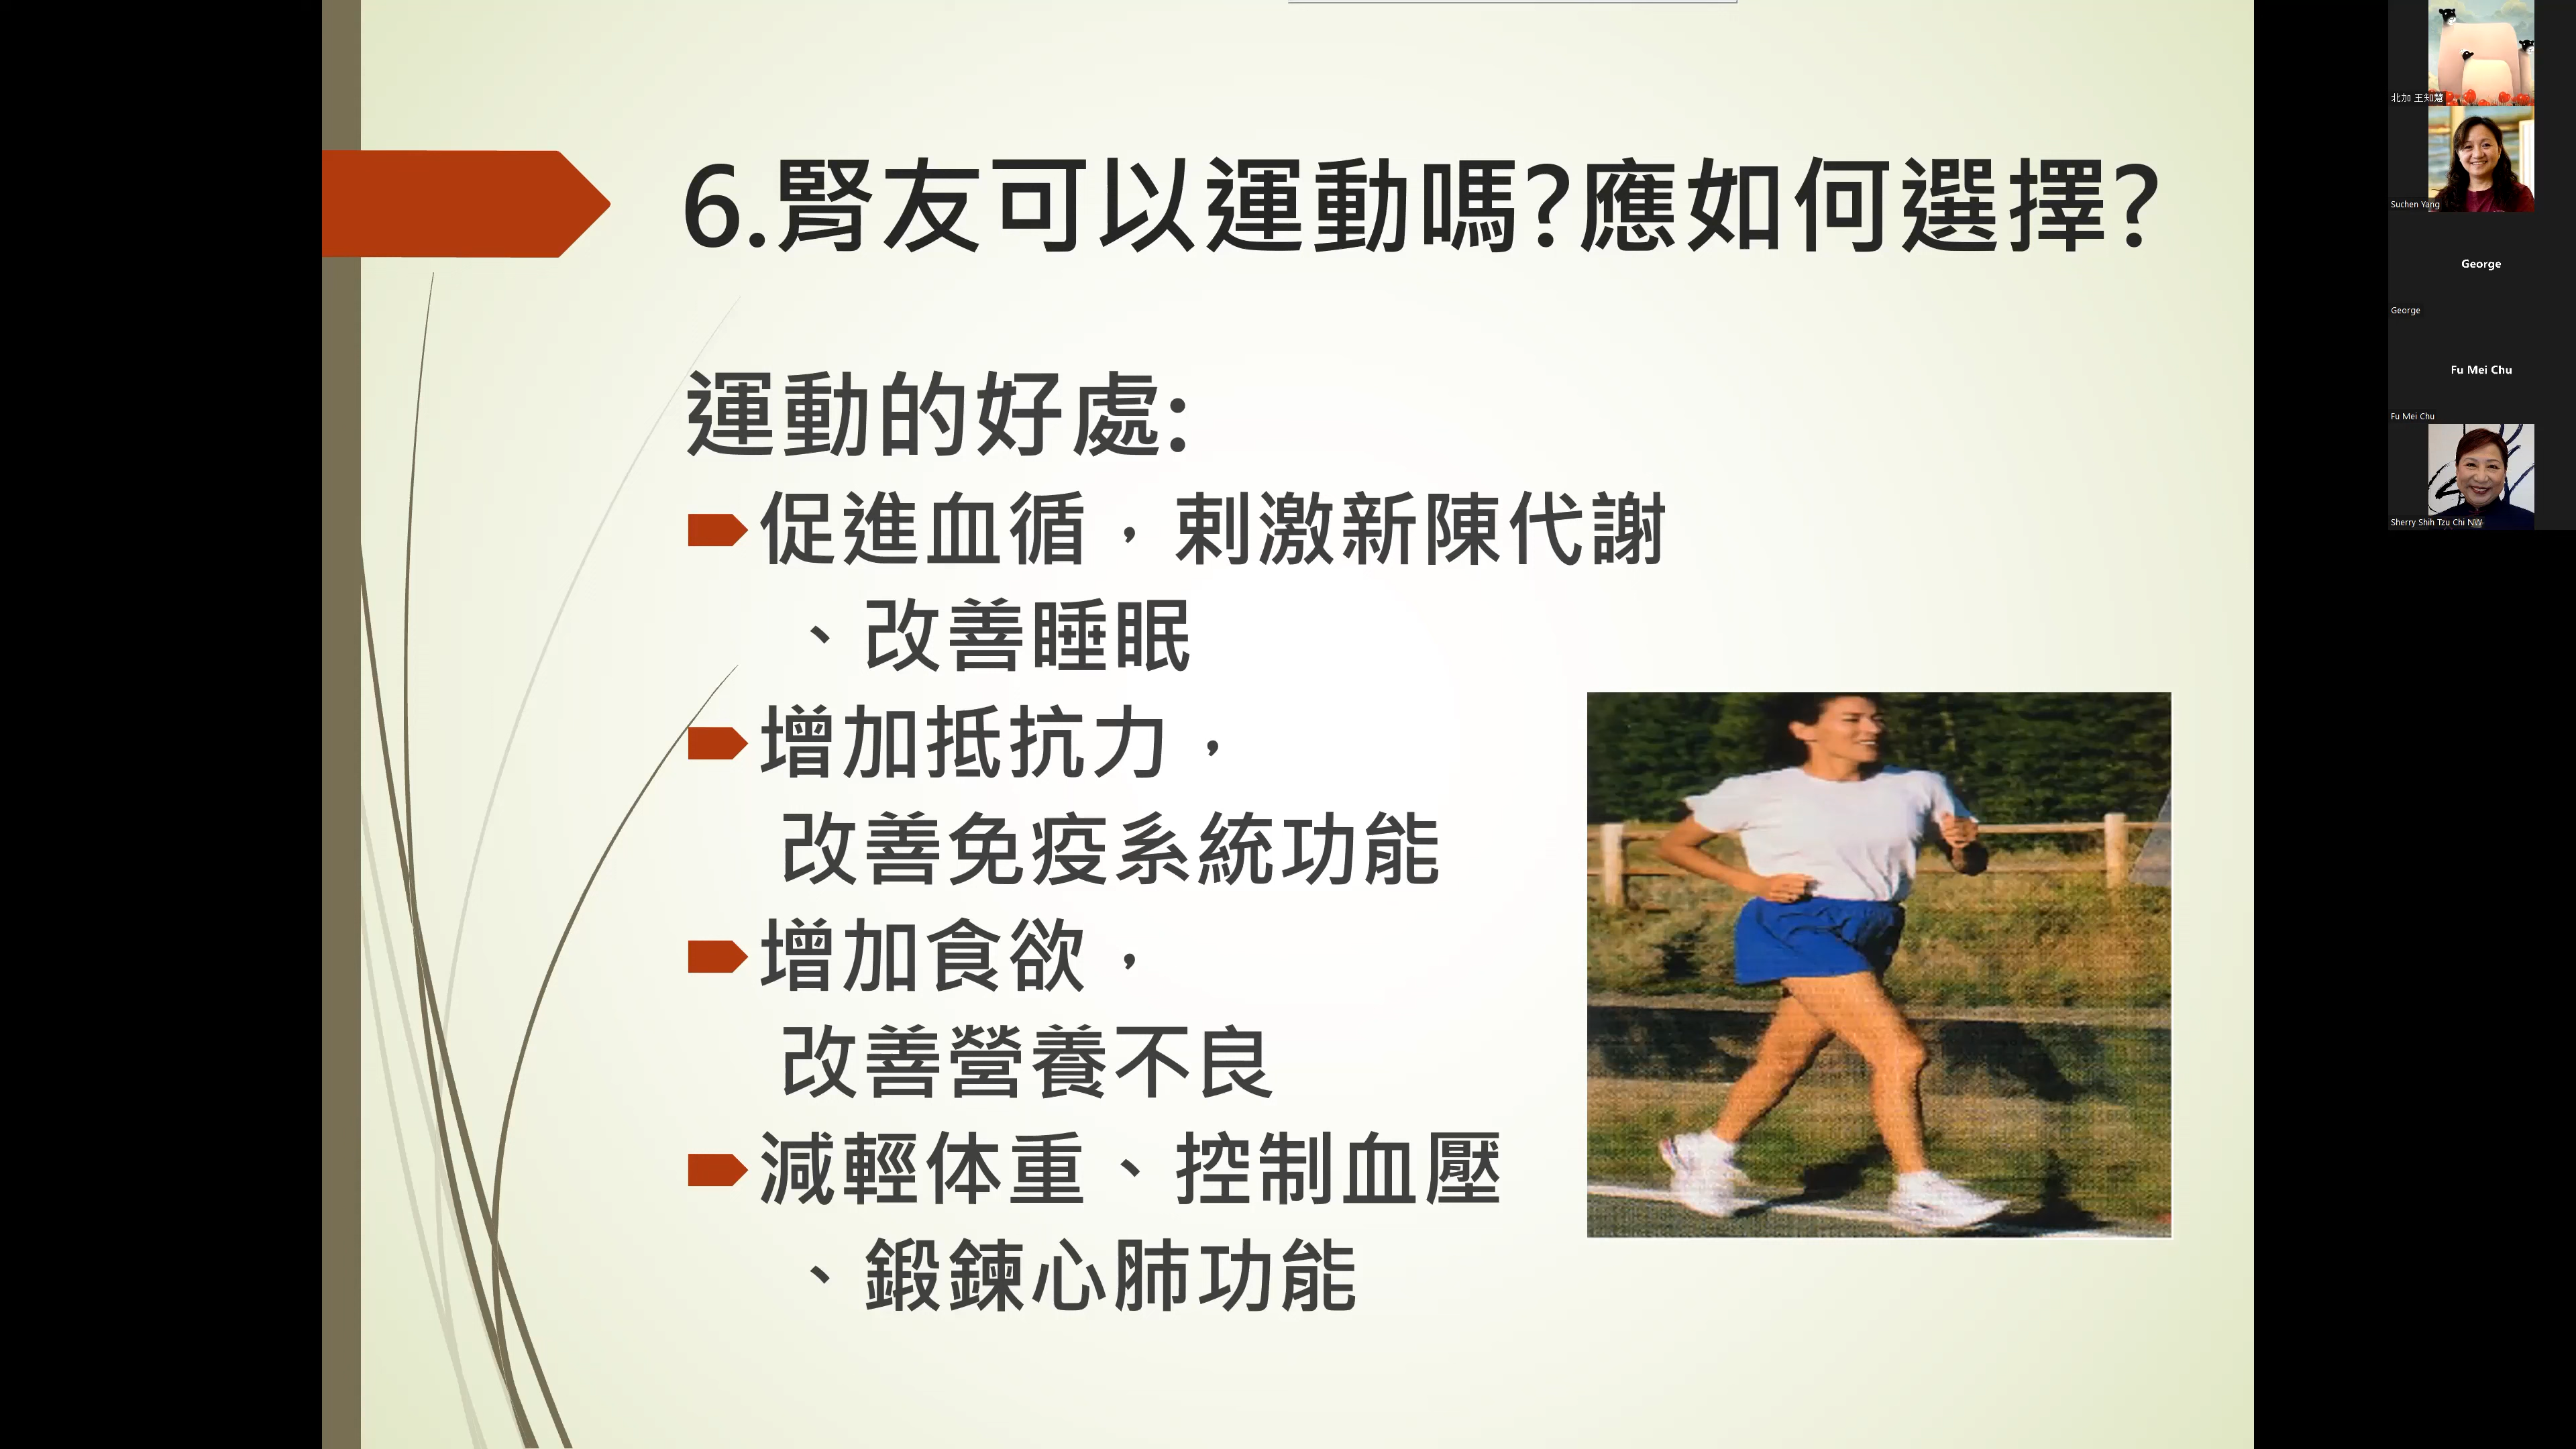 6.腎友可以運動嗎?應如何選擇?
運動的好處:
促進血循，刺激新陳代謝
、改善睡眠
增加抵抗力，
改善免疫系統功能
增加食欲，
改善營養不良
減輕体重、控制血壓
、鍛鍊心肺功能
北加 王知慧
Suchen Yang
George
George
Fu Mei Chu
Fu Mei Chu
Sherry Shih Tzu Chi NW